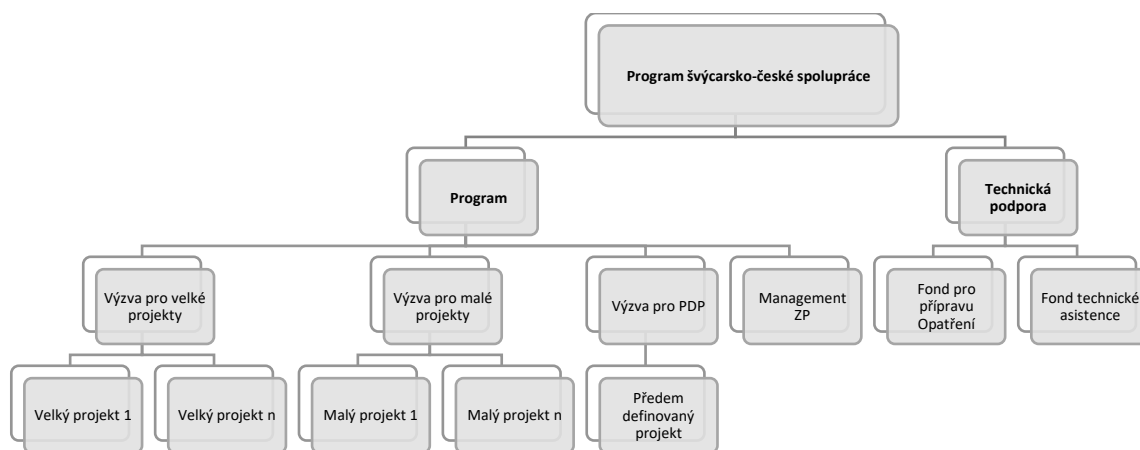 Program švýcarsko-české spolupráce
Program
Technická
podpora
Výzva pro velké
projekty
Výzva pro malé
projekty
Výzva pro PDP
Management
ZP
Fond pro
přípravu
Opatření
Fond technické
asistence
Velký projekt 1
Velký projekt n
Malý projekt 1
Malý projekt n
Předem
definovaný
projekt